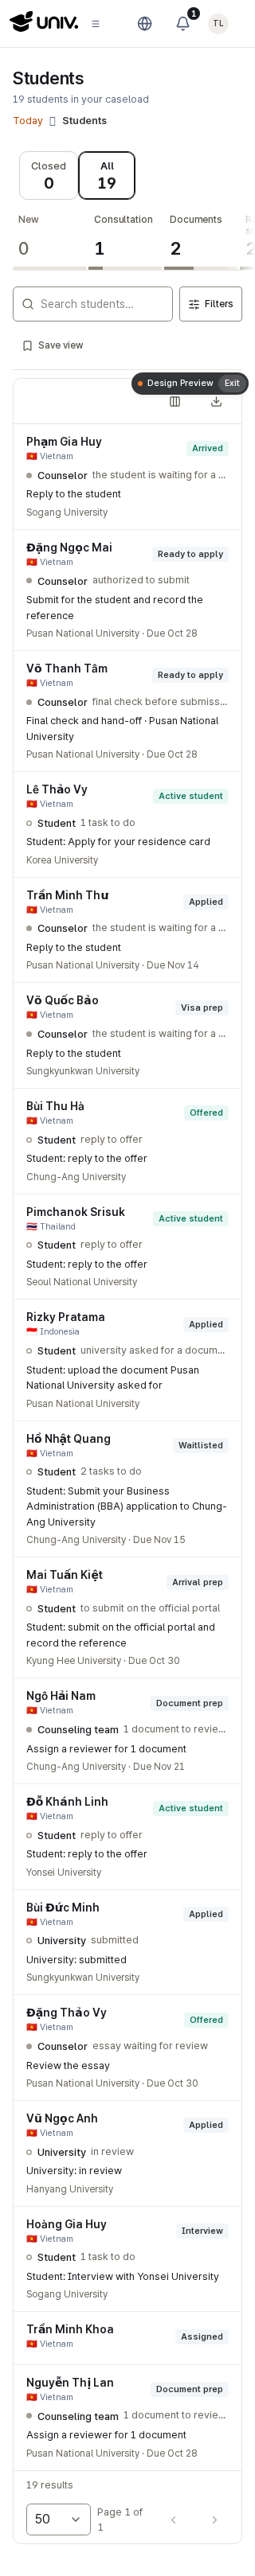 UNIV.
1
TL
Students
19 students in your caseload
Today Students
Closed
0
All
19
New
0
Consultation
1
Documents
2
Search students...
Filters
Save view
Design Preview Exit
Phạm Gia Huy
Arrived
Vietnam
Counselor the student is waiting for a ...
Reply to the student
Sogang University
Đặng Ngọc Mai
Ready to apply
Vietnam
Counselor authorized to submit
Submit for the student and record the
reference
Pusan National University · Due Oct 28
Võ Thanh Tâm
Ready to apply
Vietnam
Counselor final check before submiss...
Final check and hand-off · Pusan National
University
Pusan National University · Due Oct 28
Lê Thảo Vy
Active student
Vietnam
Student 1 task to do
Student: Apply for your residence card
Korea University
Trần Minh Thư
Applied
Vietnam
Counselor the student is waiting for a ...
Reply to the student
Pusan National University · Due Nov 14
Võ Quốc Bảo
Visa prep
Vietnam
Counselor the student is waiting for a ...
Reply to the student
Sungkyunkwan University
Bùi Thu Hà
Offered
Vietnam
Student reply to offer
Student: reply to the offer
Chung-Ang University
Pimchanok Srisuk
Active student
Thailand
Student reply to offer
Student: reply to the offer
Seoul National University
Rizky Pratama
Applied
Indonesia
Student university asked for a docum...
Student: upload the document Pusan
National University asked for
Pusan National University
Hồ Nhật Quang
Waitlisted
Vietnam
Student 2 tasks to do
Student: Submit your Business
Administration (BBA) application to Chung-
Ang University
Chung-Ang University · Due Nov 15
Mai Tuấn Kiệt
Arrival prep
Vietnam
Student to submit on the official portal
Student: submit on the official portal and
record the reference
Kyung Hee University · Due Oct 30
Ngô Hải Nam
Document prep
Vietnam
Counseling team 1 document to revie...
Assign a reviewer for 1 document
Chung-Ang University · Due Nov 21
Đỗ Khánh Linh
Active student
Vietnam
Student reply to offer
Student: reply to the offer
Yonsei University
Bùi Đức Minh
Applied
Vietnam
University submitted
University: submitted
Sungkyunkwan University
Đặng Thảo Vy
Offered
Vietnam
Counselor essay waiting for review
Review the essay
Pusan National University · Due Oct 30
Vũ Ngọc Anh
Applied
Vietnam
University in review
University: in review
Hanyang University
Hoàng Gia Huy
Interview
Vietnam
Student 1 task to do
Student: Interview with Yonsei University
Sogang University
Trần Minh Khoa
Assigned
Vietnam
Nguyễn Thị Lan
Document prep
Vietnam
Counseling team 1 document to revie...
Assign a reviewer for 1 document
Pusan National University · Due Oct 28
19 results
50
Page 1 of
1